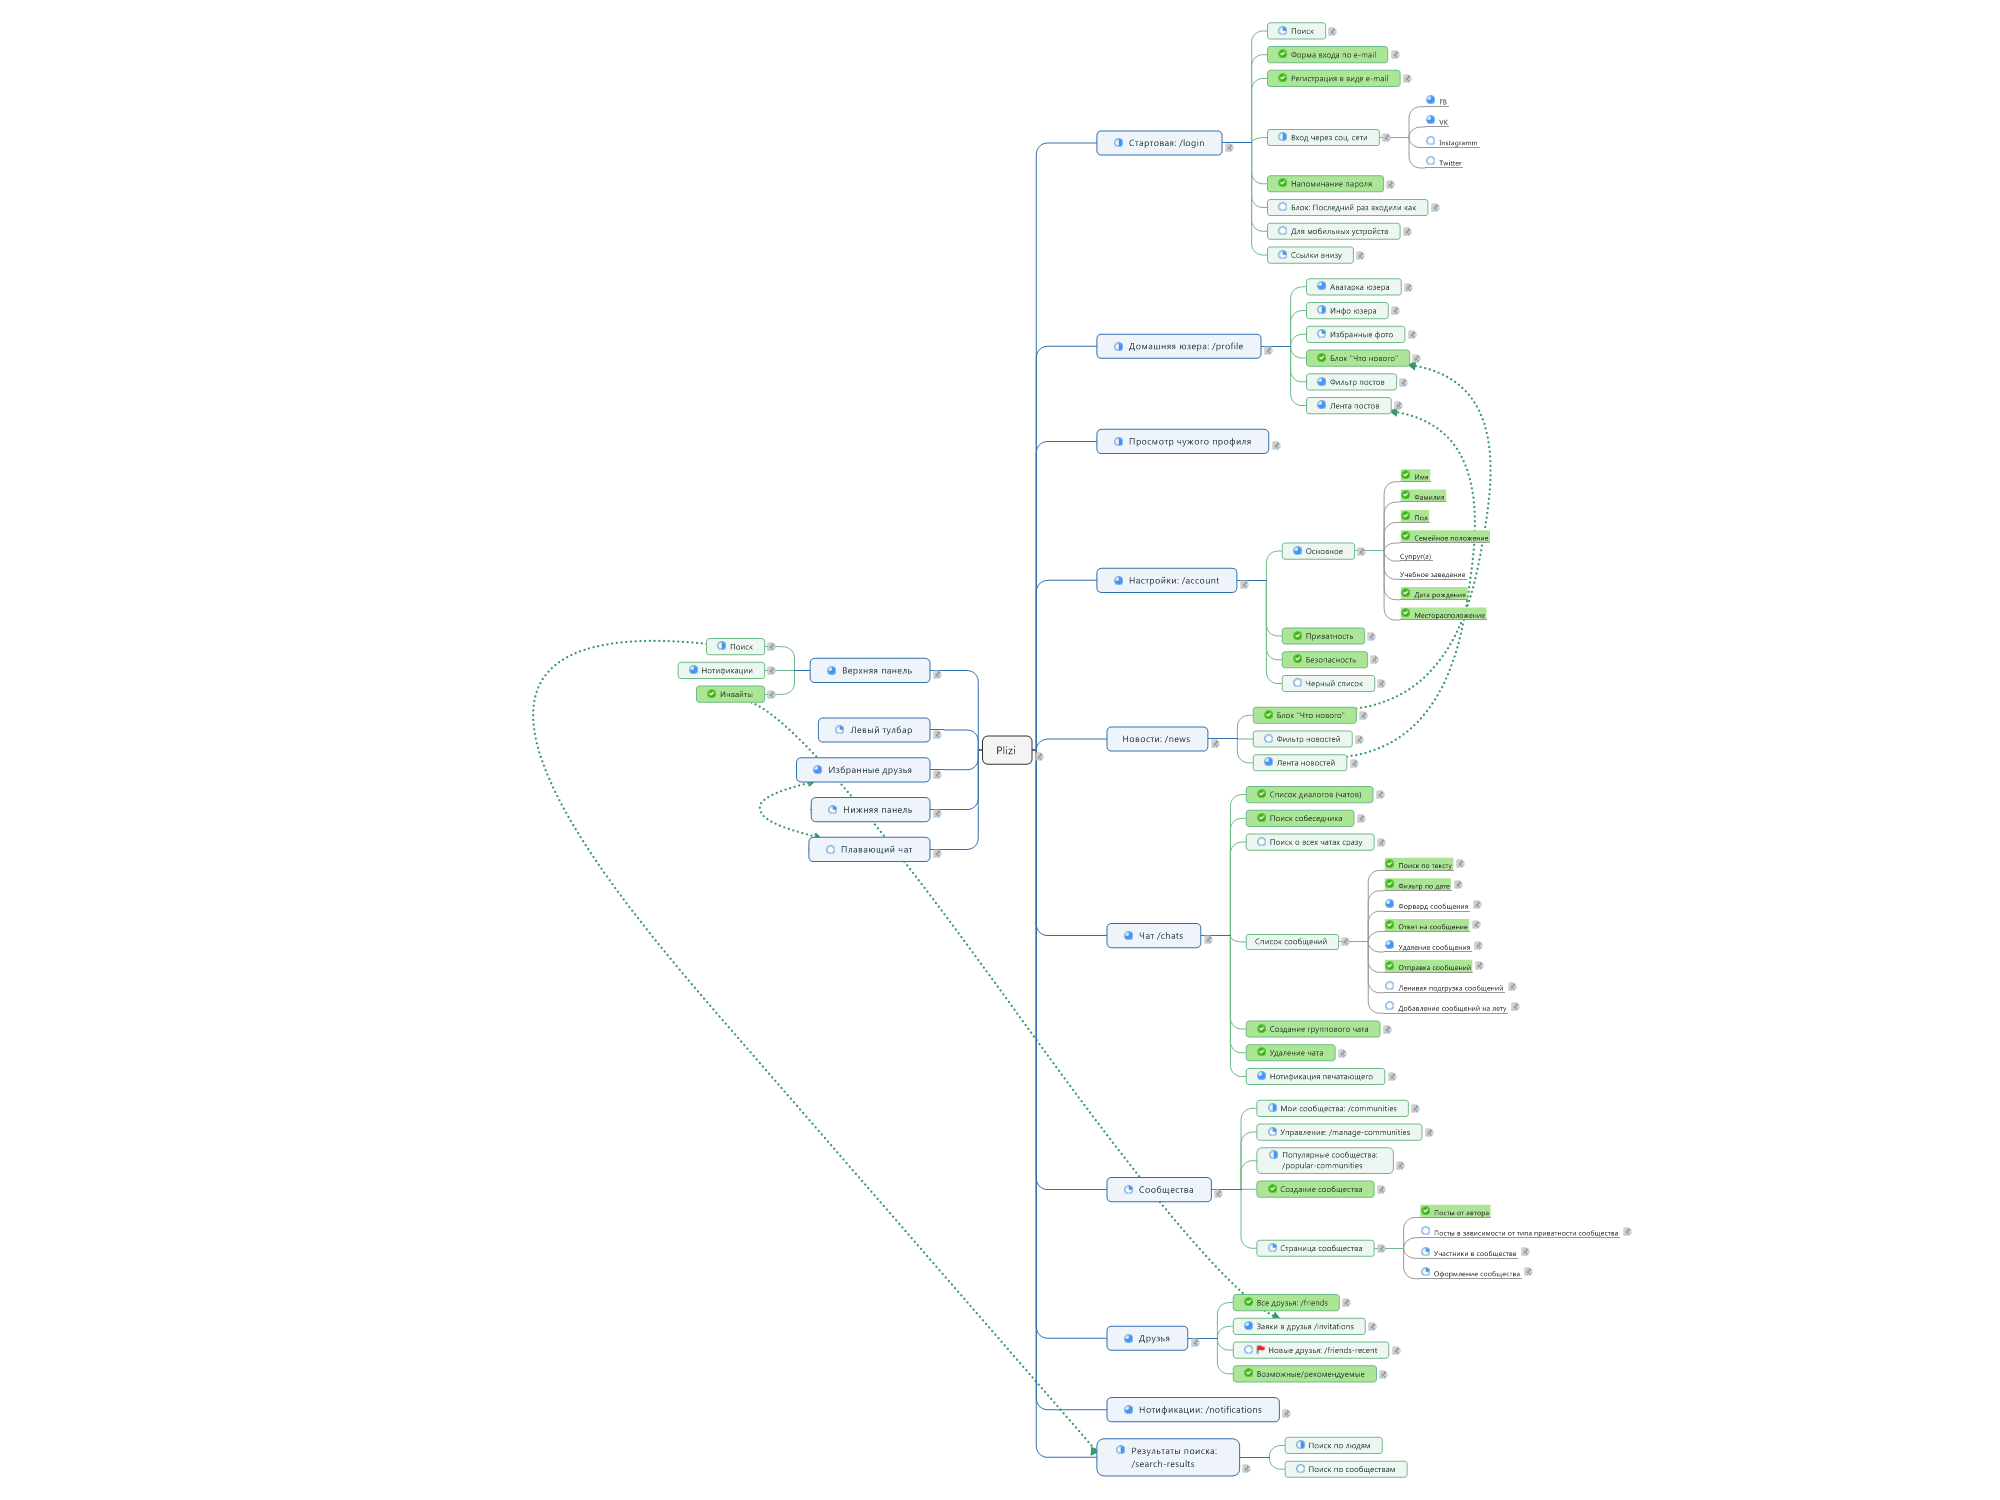 Plizi
Верхняя панель
Поиск
Нотификации
Инвайты
Левый тулбар
Избранные друзья
Нижняя панель
Плавающий чат
Стартовая: /login
Поиск
Форма входа по e-mail
Регистрация в виде e-mail
Вход через соц. сети
FB
VK
Instagramm
Twitter
Напоминание пароля
Блок: Последний раз входили как
Для мобильных устройств
Ссылки внизу
Домашняя юзера: /profile
Аватарка юзера
Инфо юзера
Избранные фото
Блок "Что нового"
Фильтр постов
Лента постов
Просмотр чужого профиля
Настройки: /account
Основное
Имя
Фамилия
Пол
Семейное положение
Супруг(а)
Учебное заведение
Дата рождения
Месторасположение
Приватность
Безопасность
Черный список
Новости: /news
Блок "Что нового"
Фильтр новостей
Лента новостей
Чат /chats
Список диалогов (чатов)
Поиск собеседника
Поиск о всех чатах сразу
Список сообщений
Поиск по тексту
Фильтр по дате
Форвард сообщения
Ответ на сообщение
Удаление сообщения
Отправка сообщений
Ленивая подгрузка сообщений
Добавление сообщений на лету
Создание группового чата
Удаление чата
Нотификация печатающего
Сообщества
Мои сообщества: /communities
Управление: /manage-communities
Популярные сообщества:
/popular-communities
Создание сообщества
Страница сообщества
Посты от автора
Посты в зависимости от типа приватности сообщества
Участники в сообществе
Оформление сообщества
Друзья
Все друзья: /friends
Заяки в друзья /invitations
Новые друзья: /friends-recent
Возможные/рекомендуемые
Нотификации: /notifications
Результаты поиска:
/search-results
Поиск по людям
Поиск по сообществам